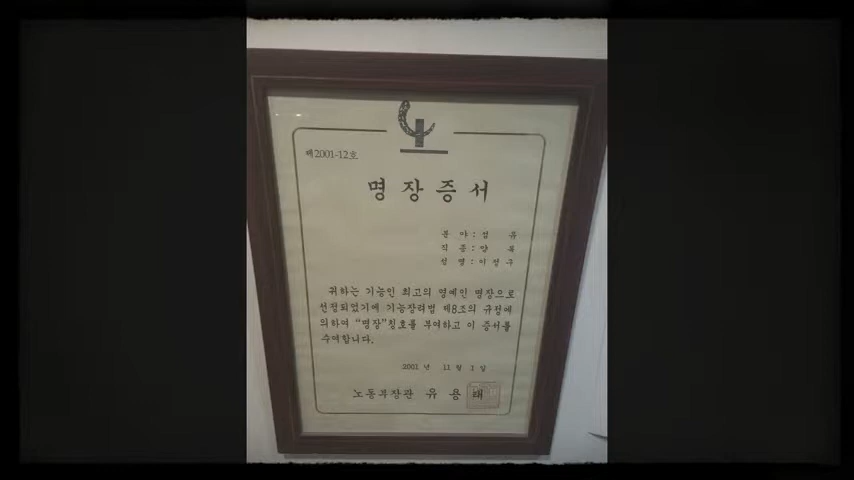 제2001-12호
명장증서
분 야 : 섬 유
직 종 : 양 복
성 명 : 이정구
귀하는 기능인 최고의 영예인 명장으로
선정되었기에 기능장려법 제8조의 규정에
의하여 "명장"칭호를 부여하고 이 증서를
수여합니다.
2001 년 11 월 1 일
노동부장관 유 용 태